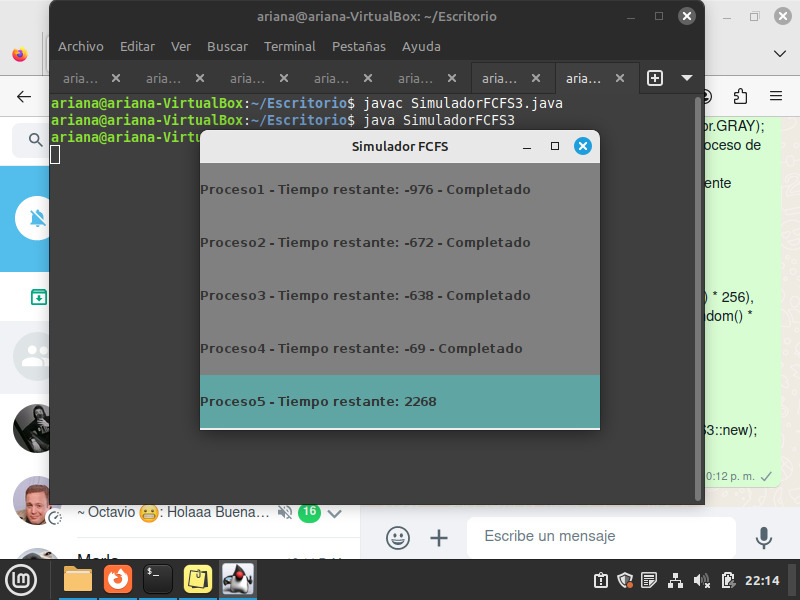 ariana@ariana-VirtualBox: ~/Escritorio
Archivo Editar Ver Buscar Terminal Pestañas Ayuda
aria... aria... aria... aria... aria... aria... aria...
ariana@ariana-VirtualBox:~/Escritorio$ javac SimuladorFCFS3.java
ariana@ariana-VirtualBox:~/Escritorio$ java SimuladorFCFS3
ariana@ariana-Virtu
Simulador FCFS
Proceso1 - Tiempo restante: -976 - Completado
Proceso2 - Tiempo restante: -672 - Completado
Proceso3 - Tiempo restante: -638 - Completado
Proceso4 - Tiempo restante: -69 - Completado
Proceso5 - Tiempo restante: 2268
or.GRAY);
oceso de
ente
) * 256),
ndom() *
S3::new);
0:12 p. m.
~ Octavio 😬: Holaaa Buena... 16
Escribe un mensaje
22:14